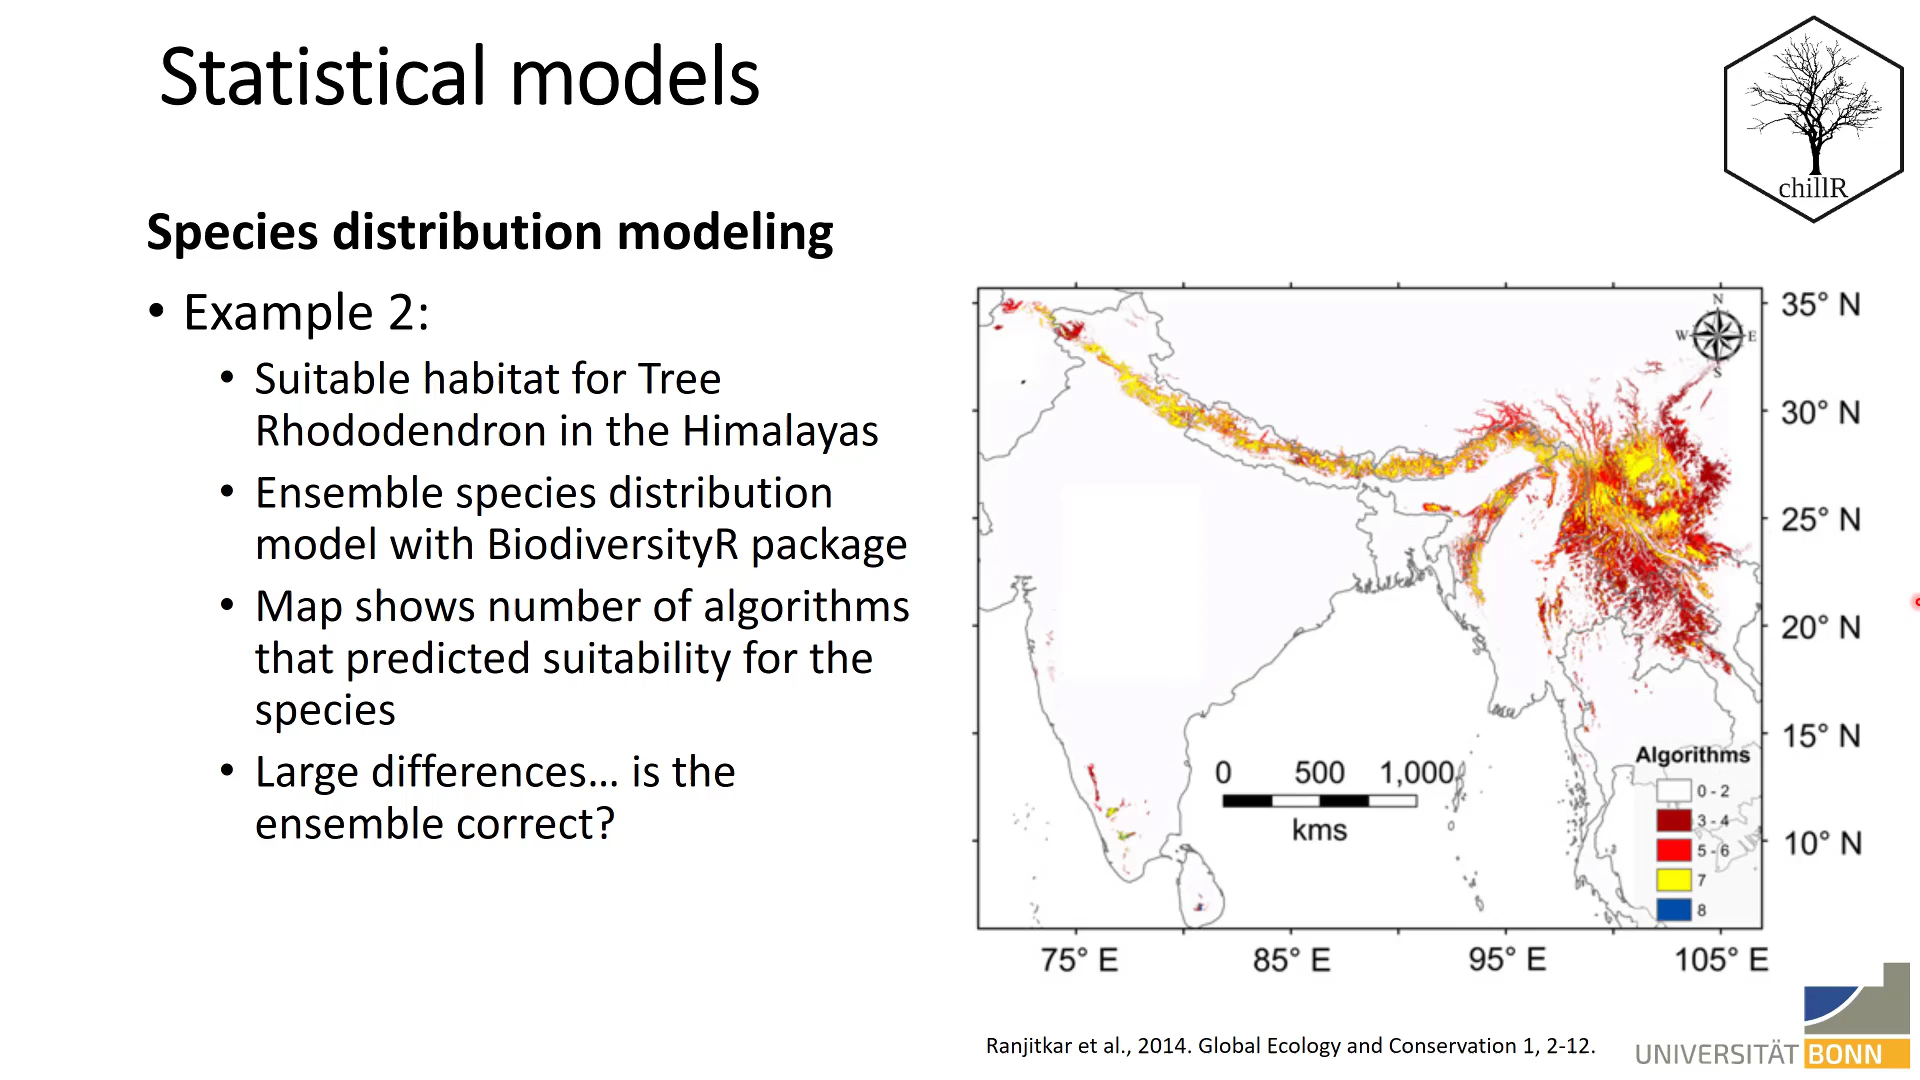 Statistical models
chillR
Species distribution modeling
• Example 2:
• Suitable habitat for Tree
Rhododendron in the Himalayas
• Ensemble species distribution
model with BiodiversityR package
• Map shows number of algorithms
that predicted suitability for the
species
• Large differences... is the
ensemble correct?
N
W E
S
35° N
30° N
25° N
20° N
15° N
10° N
0 500 1,000
kms
Algorithms
0 - 2
3 - 4
5 - 6
7
8
75° E 85° E 95° E 105° E
Ranjitkar et al., 2014. Global Ecology and Conservation 1, 2-12.
UNIVERSITÄT BONN